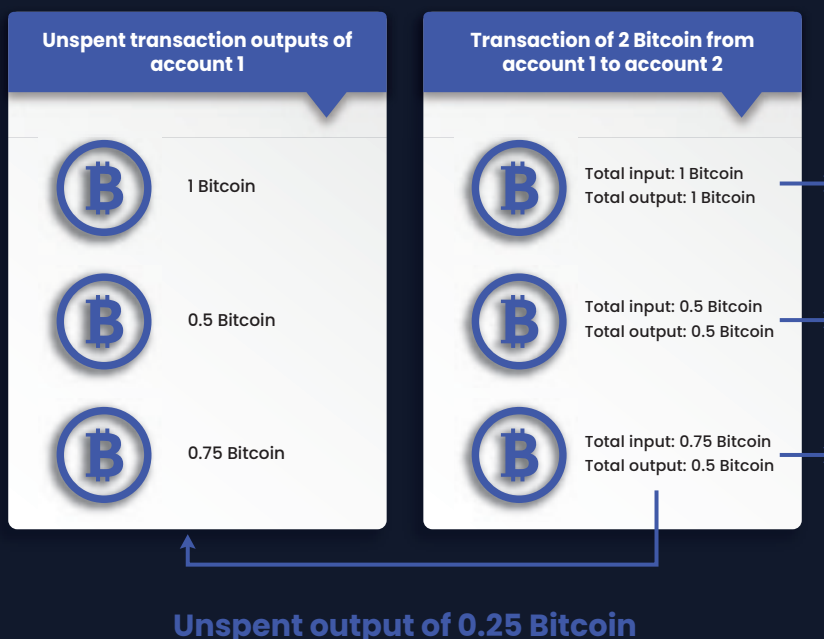 Unspent transaction outputs of
account 1
1 Bitcoin
0.5 Bitcoin
0.75 Bitcoin
Transaction of 2 Bitcoin from
account 1 to account 2
Total input: 1 Bitcoin
Total output: 1 Bitcoin
Total input: 0.5 Bitcoin
Total output: 0.5 Bitcoin
Total input: 0.75 Bitcoin
Total output: 0.5 Bitcoin
Unspent output of 0.25 Bitcoin